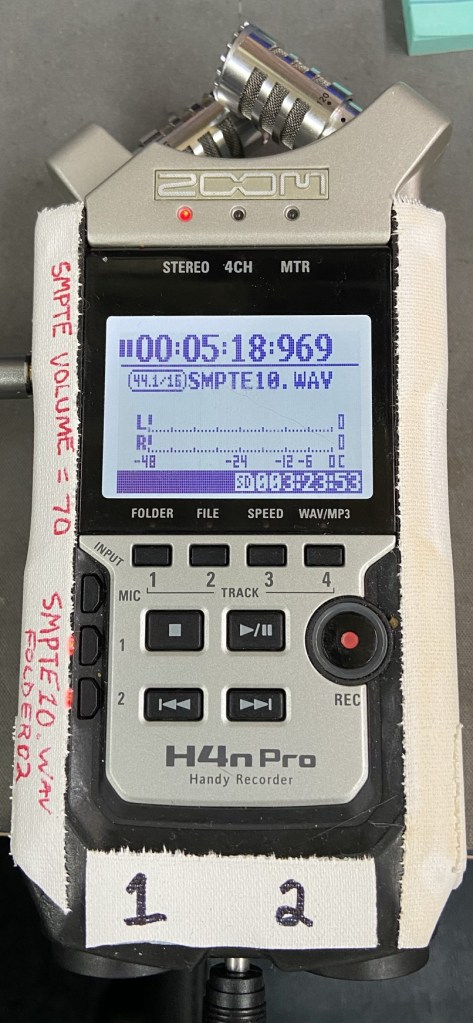 120°
ZOOM
STEREO 4CH MTR
00:05:18:969
44.1/16 SMPTE10.WAV
L
R
-48 -24 -12 -6 0 C
SD 003:23:53
FOLDER FILE SPEED WAV/MP3
INPUT
1 2 3 4
MIC
TRACK
1
2
REC
H4n Pro
Handy Recorder
SMPTE VOLUME = 70
SMPTE10.WAV
FOLDER02
1 2